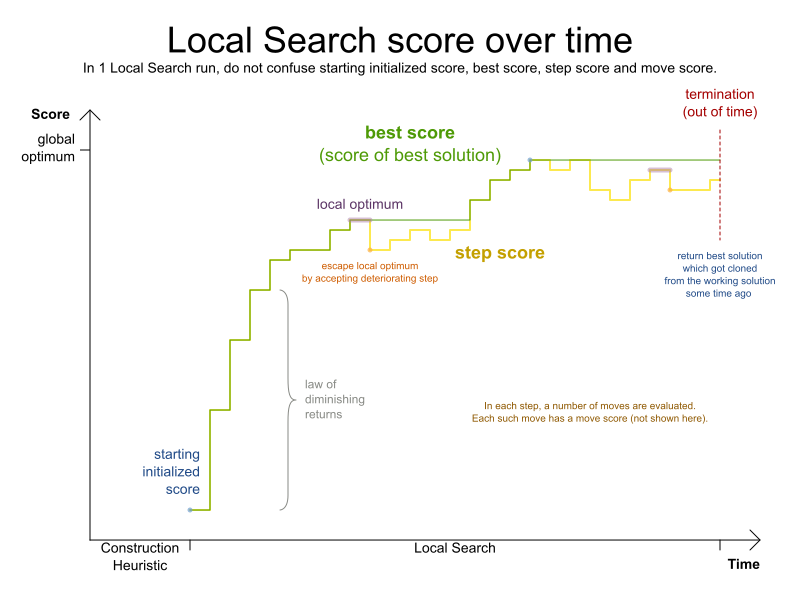 Local Search score over time
In 1 Local Search run, do not confuse starting initialized score, best score, step score and move score.
termination
(out of time)
Score
global
optimum
best score
(score of best solution)
local optimum
step score
escape local optimum
by accepting deteriorating step
return best solution
which got cloned
from the working solution
some time ago
law of
diminishing
returns
In each step, a number of moves are evaluated.
Each such move has a move score (not shown here).
starting
initialized
score
Construction
Heuristic
Local Search
Time